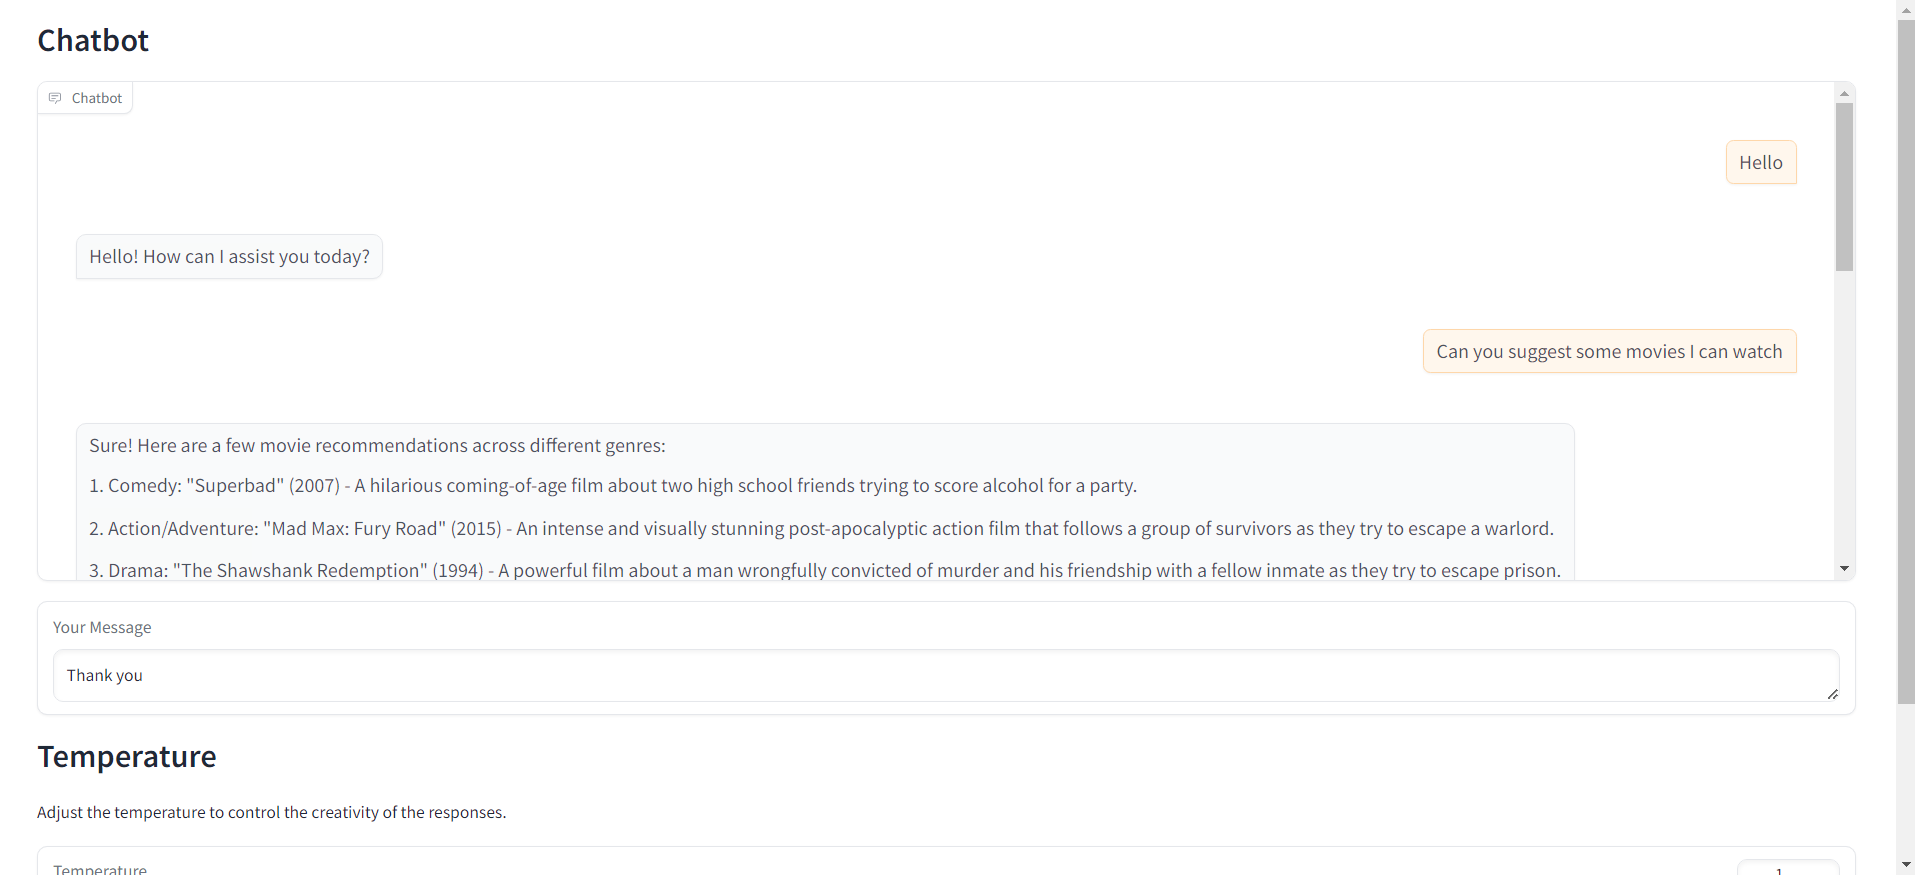 Chatbot
Chatbot
Hello
Hello! How can I assist you today?
Can you suggest some movies I can watch
Sure! Here are a few movie recommendations across different genres:
1. Comedy: "Superbad" (2007) - A hilarious coming-of-age film about two high school friends trying to score alcohol for a party.
2. Action/Adventure: "Mad Max: Fury Road" (2015) - An intense and visually stunning post-apocalyptic action film that follows a group of survivors as they try to escape a warlord.
3. Drama: "The Shawshank Redemption" (1994) - A powerful film about a man wrongfully convicted of murder and his friendship with a fellow inmate as they try to escape prison.
Your Message
Thank you
Temperature
Adjust the temperature to control the creativity of the responses.
Temperature
1